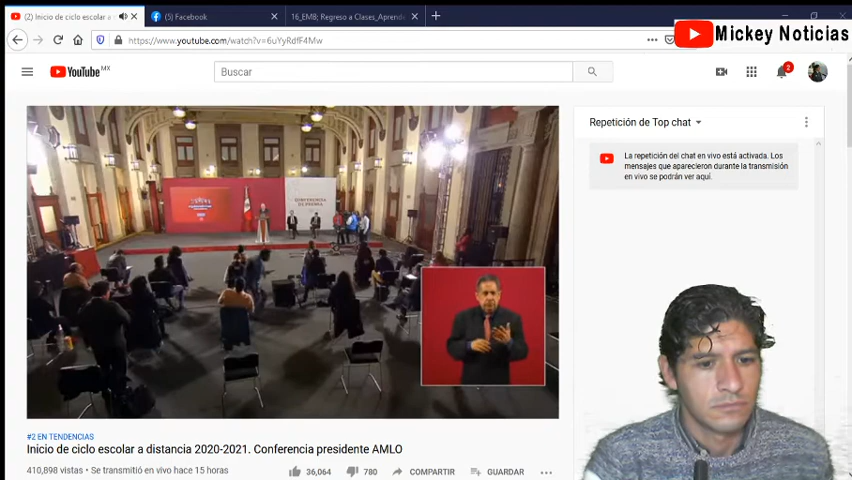 (2) Inicio de ciclo escolar a
(5) Facebook
16_EMB; Regreso a Clases_Aprende
https://www.youtube.com/watch?v=6uYyRdfF4Mw
Mickey Noticias
YouTube MX
Buscar
2
Repetición de Top chat
La repetición del chat en vivo está activada. Los
mensajes que aparecieron durante la transmisión
en vivo se podrán ver aquí.
CONFERENCIA
DE PRENSA
#2 EN TENDENCIAS
Inicio de ciclo escolar a distancia 2020-2021. Conferencia presidente AMLO
410,898 vistas • Se transmitió en vivo hace 15 horas
36,064
780
COMPARTIR
GUARDAR